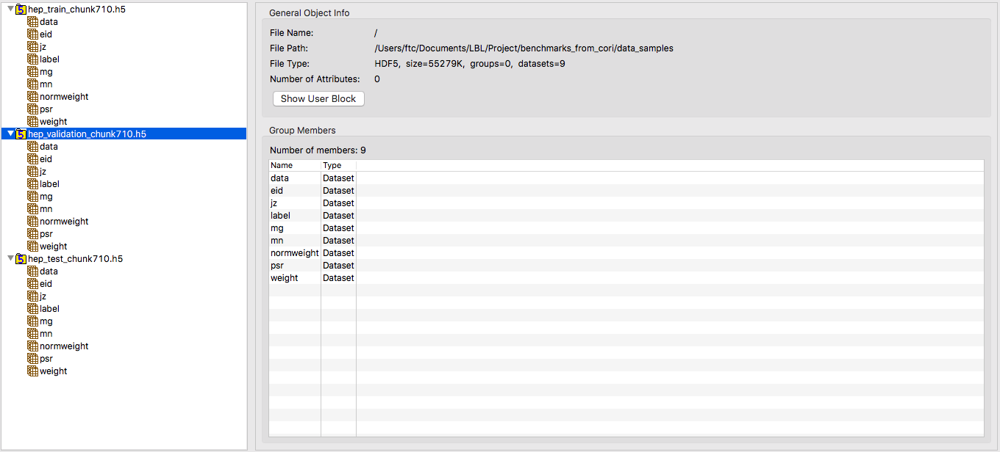 hep_train_chunk710.h5
data
eid
jz
label
mg
mn
normweight
psr
weight
hep_validation_chunk710.h5
data
eid
jz
label
mg
mn
normweight
psr
weight
hep_test_chunk710.h5
data
eid
jz
label
mg
mn
normweight
psr
weight
General Object Info
File Name: /
File Path: /Users/ftc/Documents/LBL/Project/benchmarks_from_cori/data_samples
File Type: HDF5, size=55279K, groups=0, datasets=9
Number of Attributes: 0
Show User Block
Group Members
Number of members: 9
Name Type
data Dataset
eid Dataset
jz Dataset
label Dataset
mg Dataset
mn Dataset
normweight Dataset
psr Dataset
weight Dataset